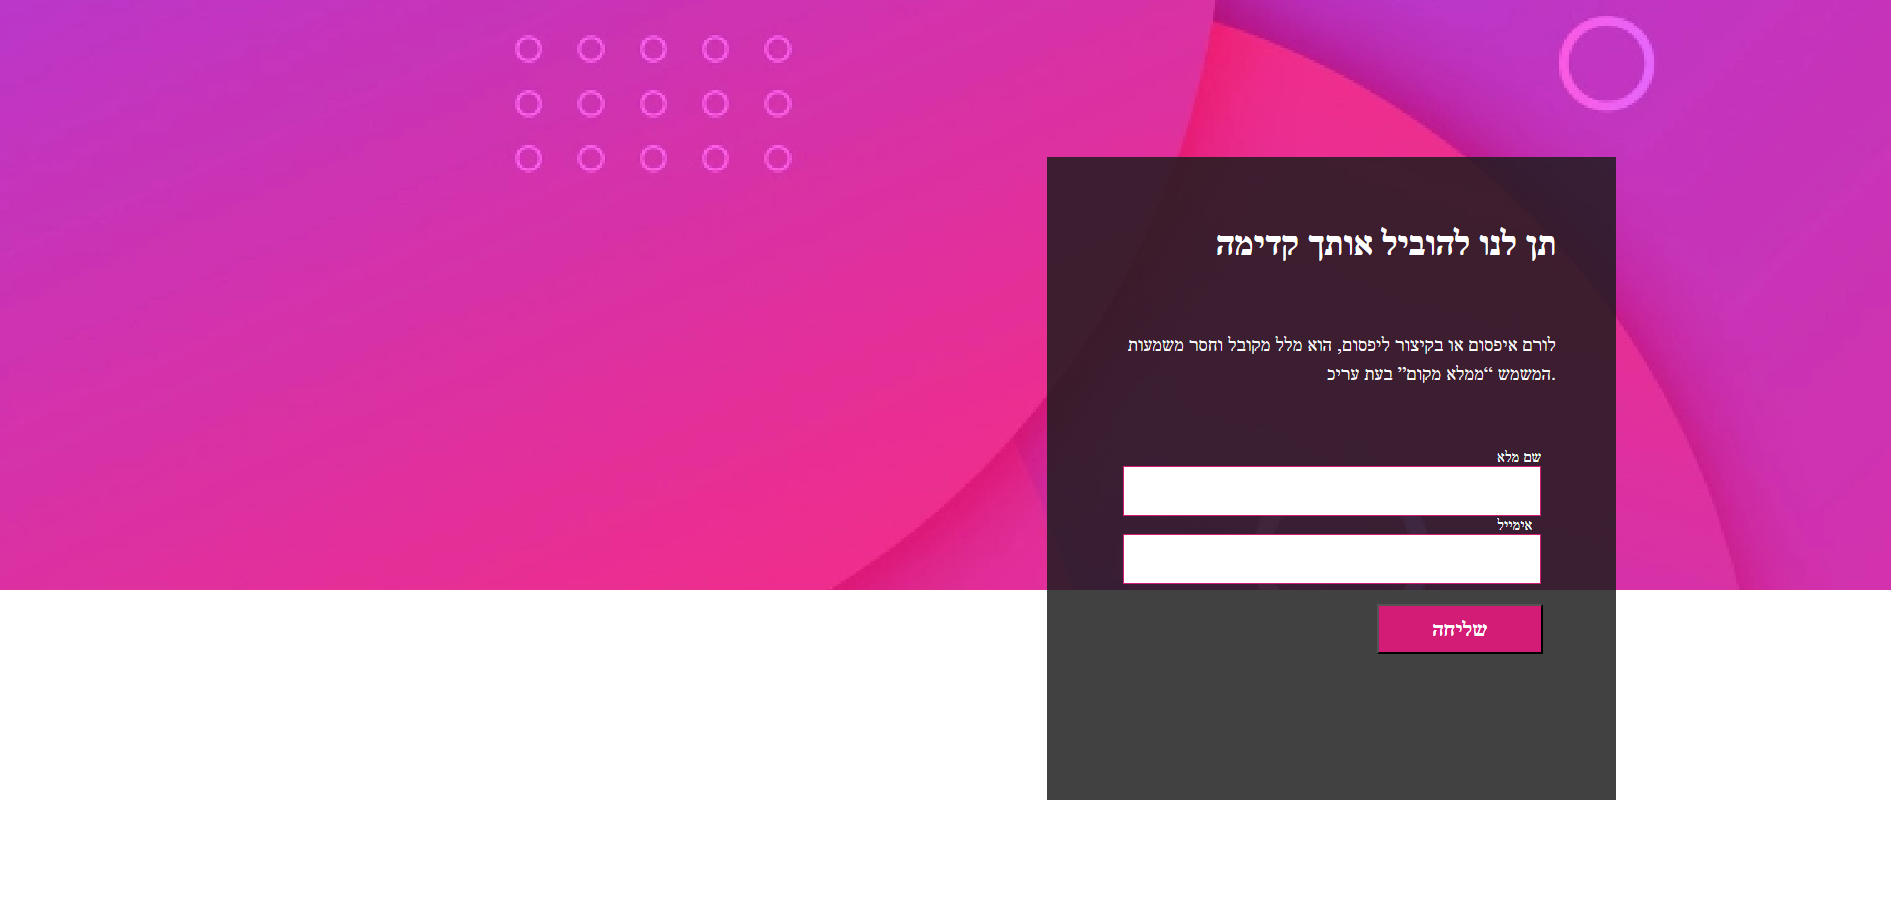 תן לנו להוביל אותך קדימה
לורם איפסום או בקיצור ליפסום, הוא מלל מקובל וחסר משמעות
.המשמש “ממלא מקום” בעת עריכ
שם מלא
אימייל
שליחה